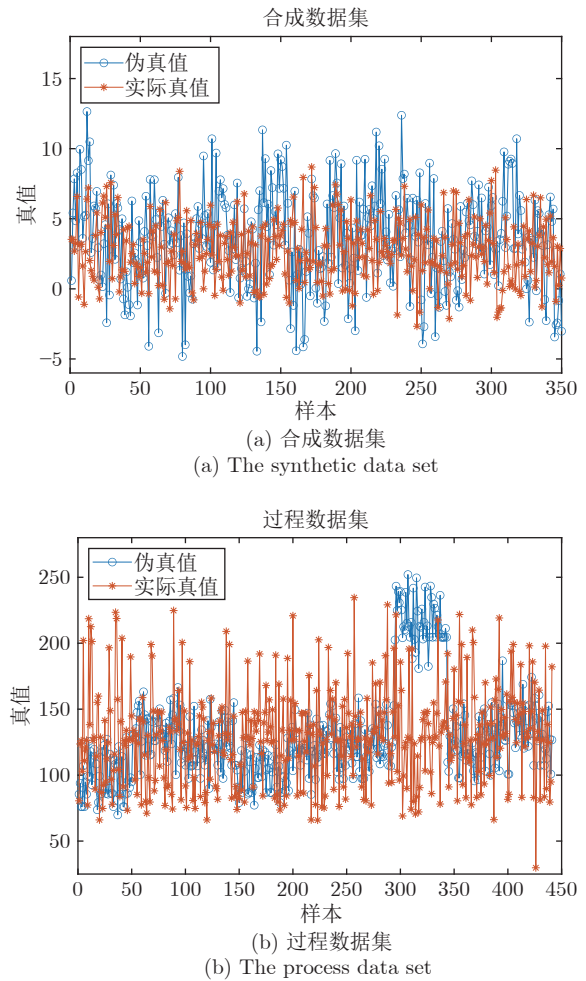 合成数据集
伪真值
实际真值
15
10
5
0
−5
真值
0 50 100 150 200 250 300 350
样本
(a) 合成数据集
(a) The synthetic data set
过程数据集
伪真值
实际真值
250
200
150
100
50
真值
0 50 100 150 200 250 300 350 400 450
样本
(b) 过程数据集
(b) The process data set